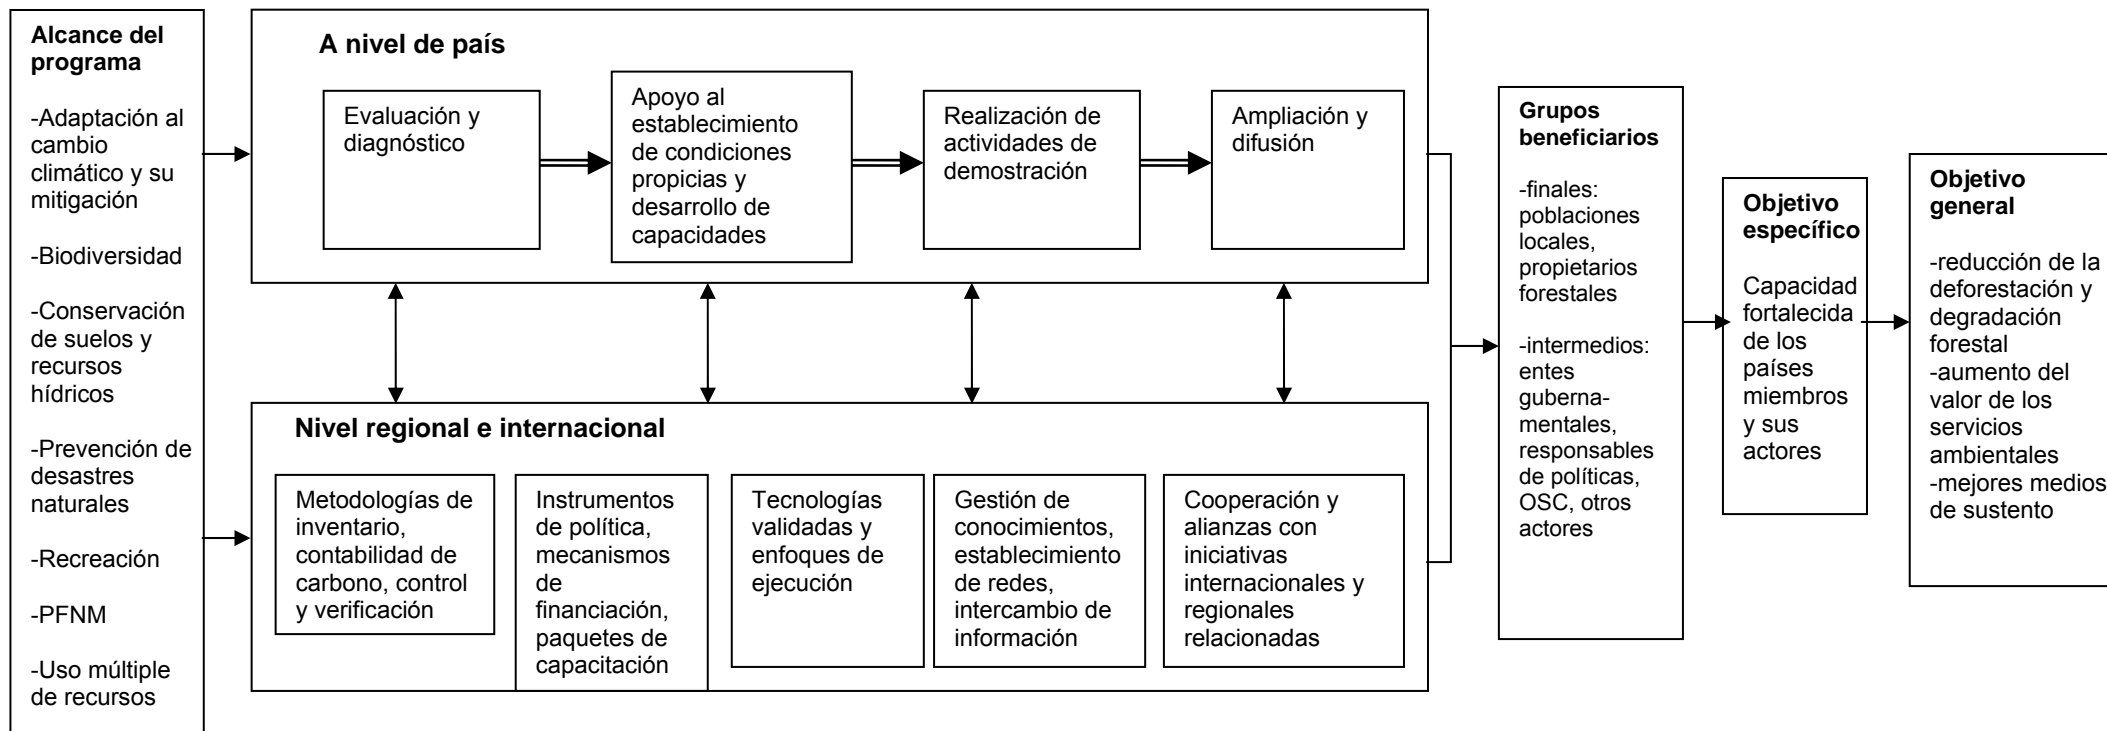 Alcance del
programa
-Adaptación al
cambio
climático y su
mitigación
-Biodiversidad
-Conservación
de suelos y
recursos
hídricos
-Prevención de
desastres
naturales
-Recreación
-PFNM
-Uso múltiple
de recursos
A nivel de país
Evaluación y
diagnóstico
Apoyo al
establecimiento
de condiciones
propicias y
desarrollo de
capacidades
Realización de
actividades de
demostración
Ampliación y
difusión
Nivel regional e internacional
Metodologías de
inventario,
contabilidad de
carbono, control
y verificación
Instrumentos
de política,
mecanismos
de
financiación,
paquetes de
capacitación
Tecnologías
validadas y
enfoques de
ejecución
Gestión de
conocimientos,
establecimiento
de redes,
intercambio de
información
Cooperación y
alianzas con
iniciativas
internacionales y
regionales
relacionadas
Grupos
beneficiarios
-finales:
poblaciones
locales,
propietarios
forestales
-intermedios:
entes
guberna-
mentales,
responsables
de políticas,
OSC, otros
actores
Objetivo
específico
Capacidad
fortalecida
de los
países
miembros
y sus
actores
Objetivo
general
-reducción de la
deforestación y
degradación
forestal
-aumento del
valor de los
servicios
ambientales
-mejores medios
de sustento